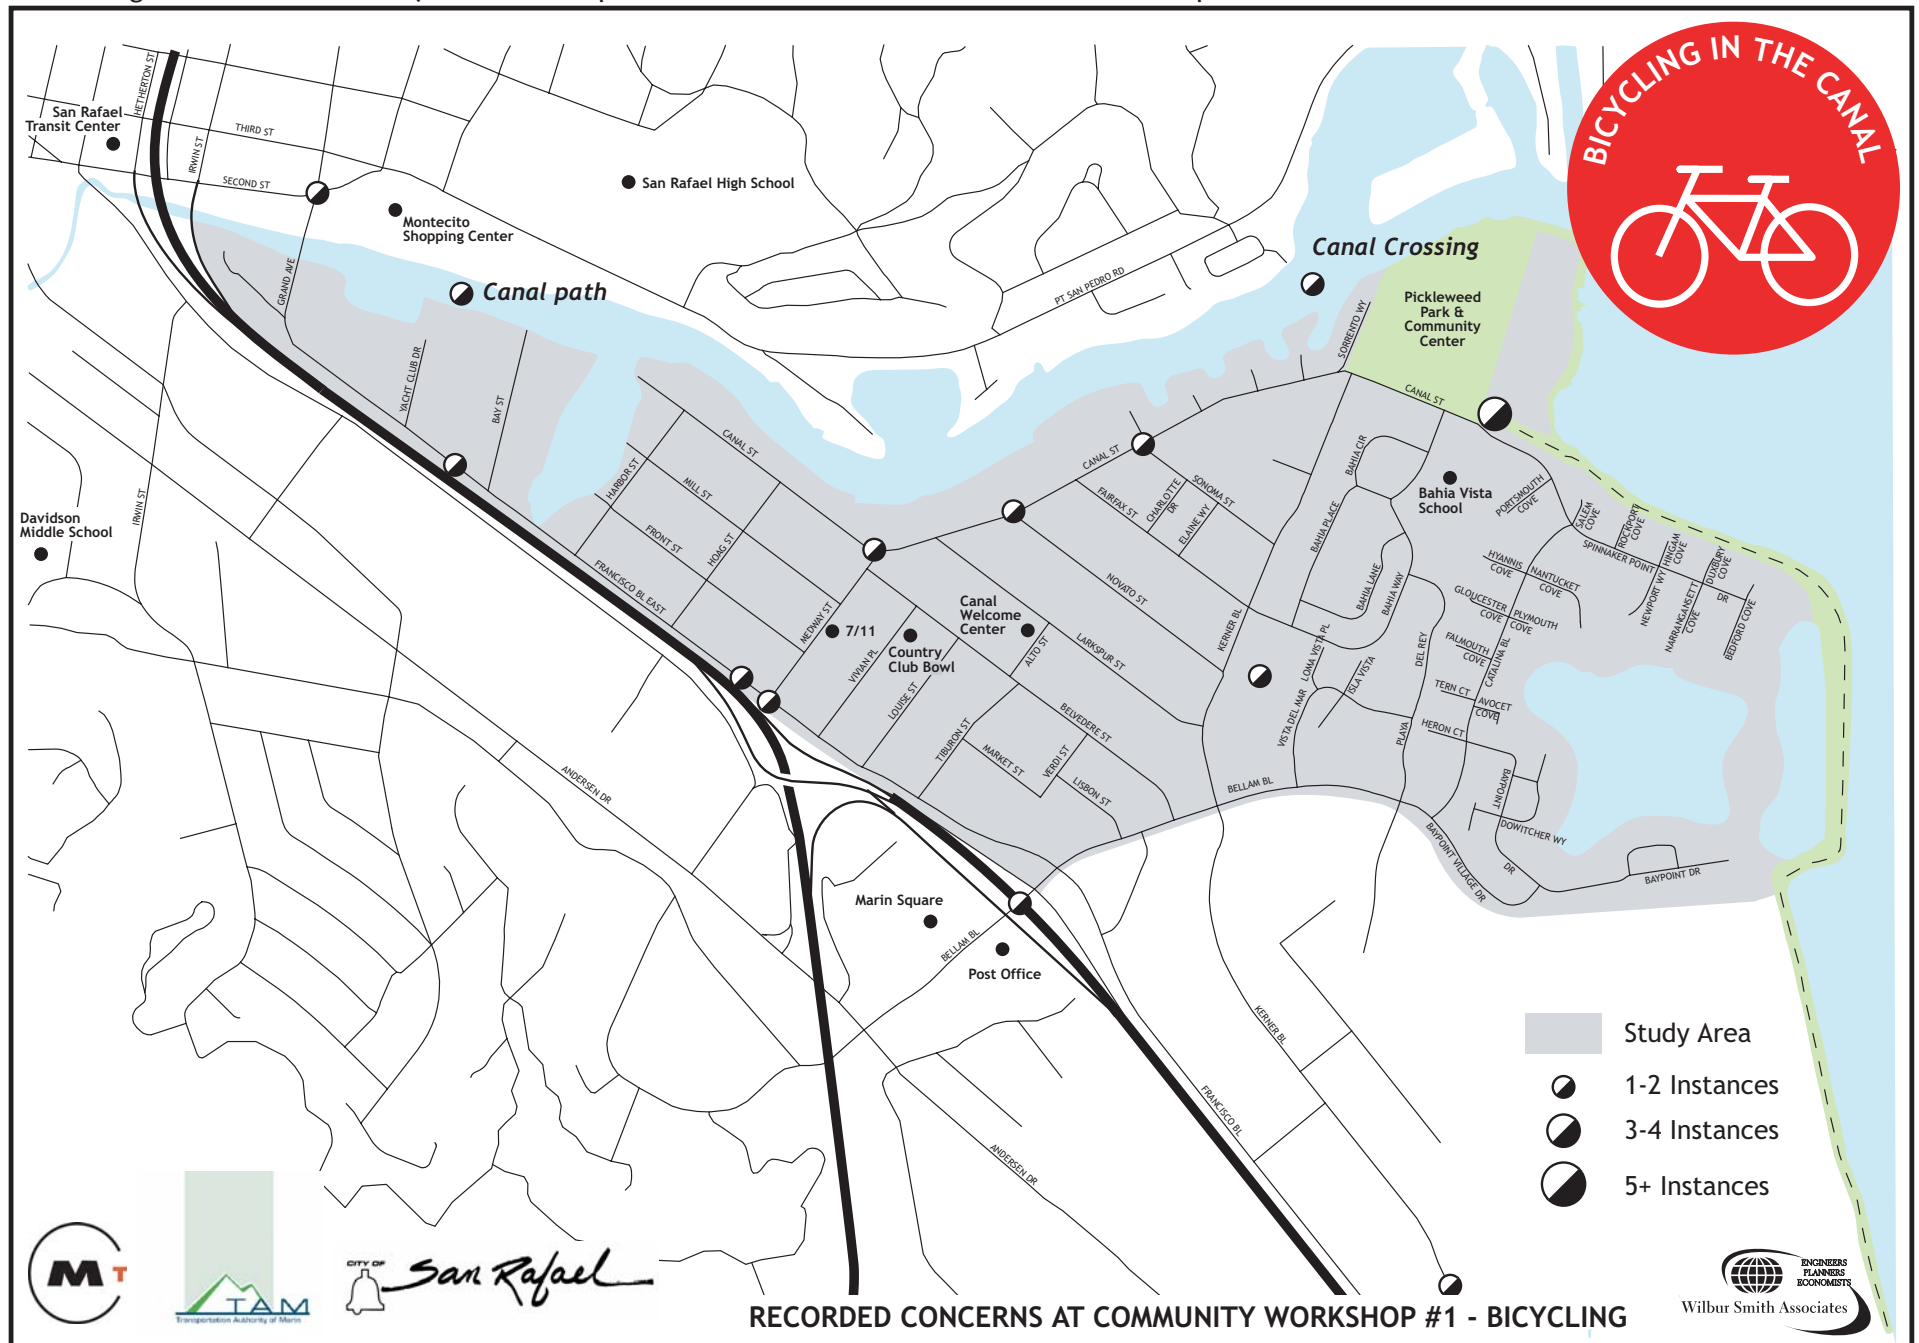 BICYCLING IN THE CANAL
HETHERTON ST
San Rafael
Transit Center
THIRD ST
IRWIN ST
SECOND ST
San Rafael High School
Montecito
Shopping Center
Canal path
GRAND AVE
PT SAN PEDRO RD
Canal Crossing
SORRENTO WY
Pickleweed
Park &
Community
Center
CANAL ST
YACHT CLUB DR
BAY ST
CANAL ST
HARBOR ST
MILL ST
FRONT ST
HOAG ST
FRANCISCO BL EAST
MEDWAY ST
7/11
VIVIAN PL
Country
Club Bowl
LOUISE ST
Canal
Welcome
Center
ALTO ST
LARKSPUR ST
NOVATO ST
CANAL ST
FAIRFAX ST
CHARLOTTE
DR
ELAINE WY
SONOMA ST
KERNER BL
BELVEDERE ST
TIBURON ST
MARKET ST
VERDI ST
LISBON ST
BAHIA CIR
BAHIA PLACE
BAHIA LANE
BAHIA WAY
Bahia Vista
School
PORTSMOUTH
COVE
SALEM
COVE
ROCKPORT
COVE
SPINNAKER POINT
DR
HINGAM
COVE
DUXBURY
COVE
NEWPORT WY
NARRANGANSETT
COVE
BEDFORD COVE
HYANNIS
COVE
NANTUCKET
COVE
GLOUCESTER
COVE
PLYMOUTH
COVE
FALMOUTH
COVE
CATALINA BL
TERN CT
AVOCET
COVE
HERON CT
DEL REY
PLAYA
LOMA VISTA PL
ISLA VISTA
VISTA DEL MAR
BELLAM BL
BAYPOINT
DR
DOWITCHER WY
BAYPOINT VILLAGE DR
BAYPOINT DR
Davidson
Middle School
IRWIN ST
ANDERSEN DR
Marin Square
BELLAM BL
Post Office
KERNER BL
FRANCISCO BL
ANDERSEN DR
Study Area
1-2 Instances
3-4 Instances
5+ Instances
M T
TAM
Transportation Authority of Marin
CITY OF
San Rafael
RECORDED CONCERNS AT COMMUNITY WORKSHOP #1 - BICYCLING
ENGINEERS
PLANNERS
ECONOMISTS
Wilbur Smith Associates